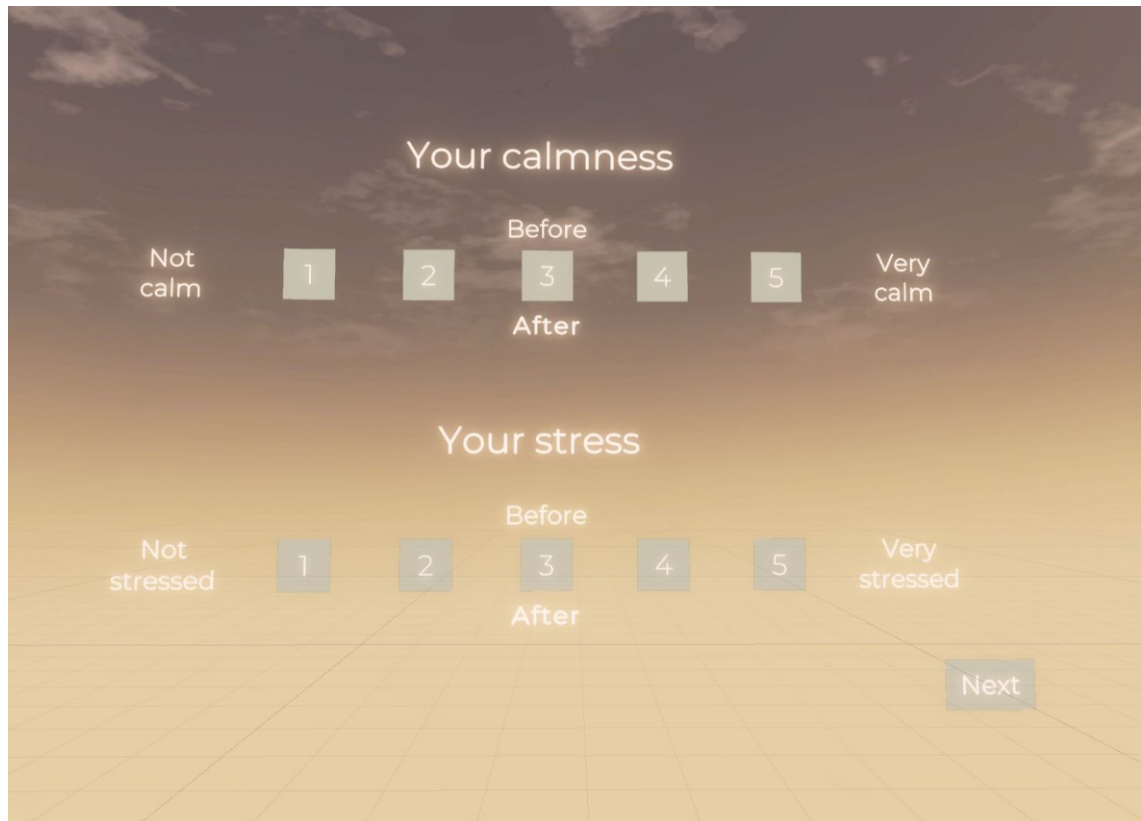 Your calmness
Before
Not
calm
1 2 3 4 5
Very
calm
After
Your stress
Before
Not
stressed
1 2 3 4 5
Very
stressed
After
Next